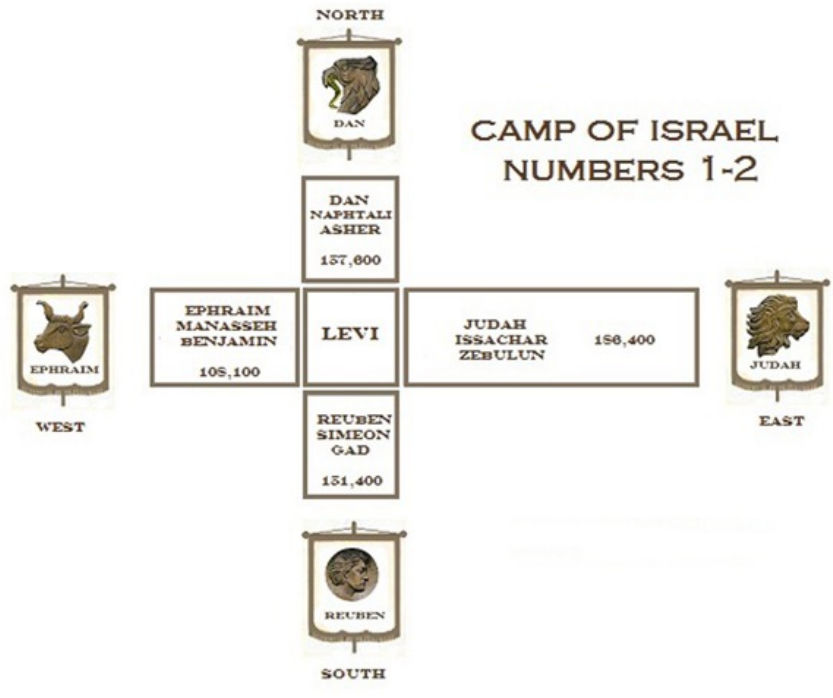 NORTH
DAN
CAMP OF ISRAEL
NUMBERS 1-2
DAN
NAPHTALI
ASHER
157,600
EPHRAIM
MANASSEH
BENJAMIN
108,100
LEVI
JUDAH
ISSACHAR
ZEBULUN
186,400
EPHRAIM
WEST
JUDAH
EAST
REUBEN
SIMEON
GAD
151,400
REUBEN
SOUTH